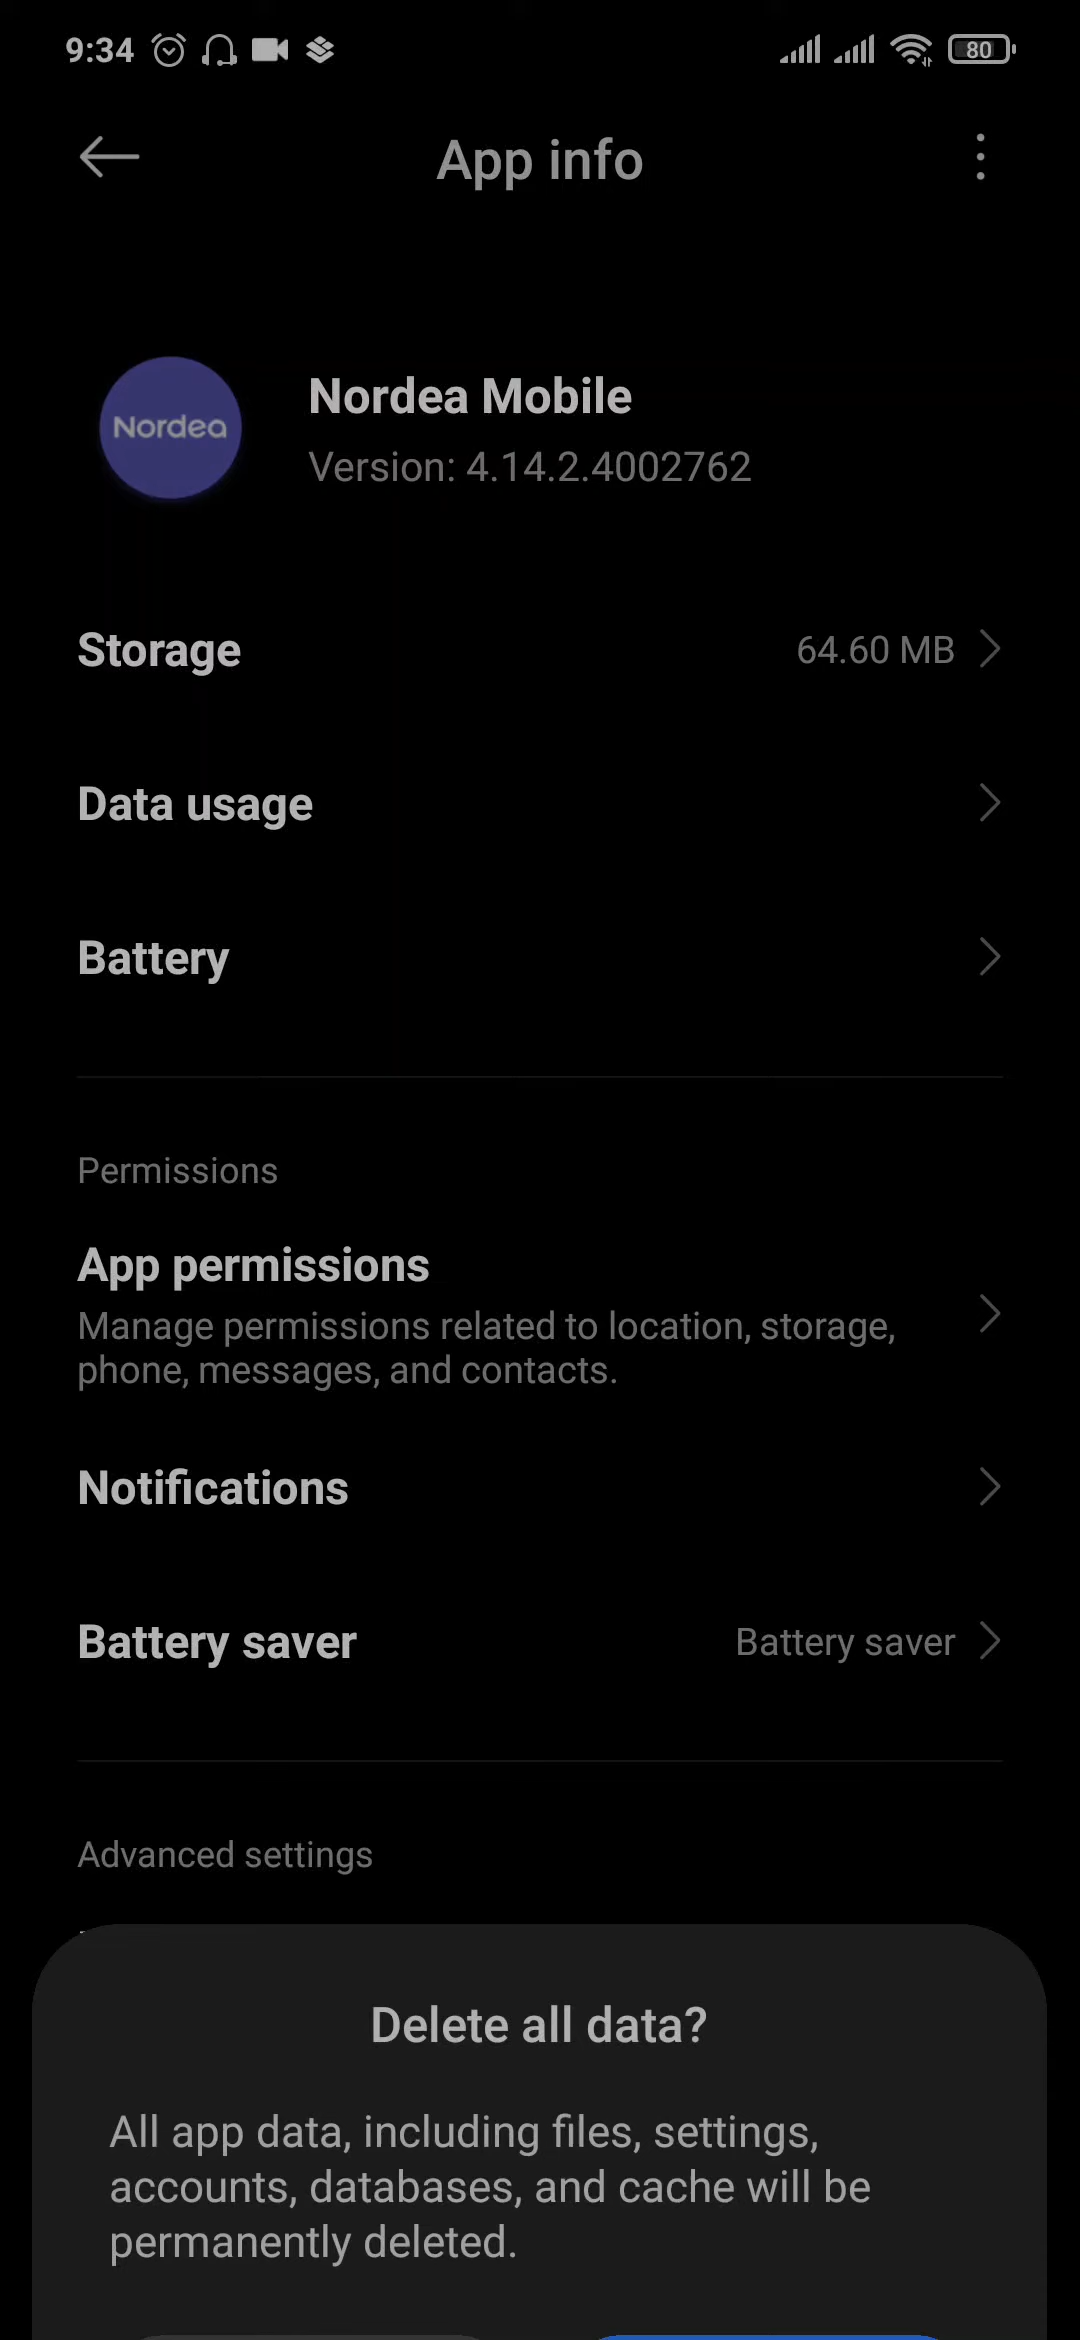 9:34
80
App info
Nordea
Nordea Mobile
Version: 4.14.2.4002762
Storage
64.60 MB
Data usage
Battery
Permissions
App permissions
Manage permissions related to location, storage,
phone, messages, and contacts.
Notifications
Battery saver
Battery saver
Advanced settings
Delete all data?
All app data, including files, settings,
accounts, databases, and cache will be
permanently deleted.